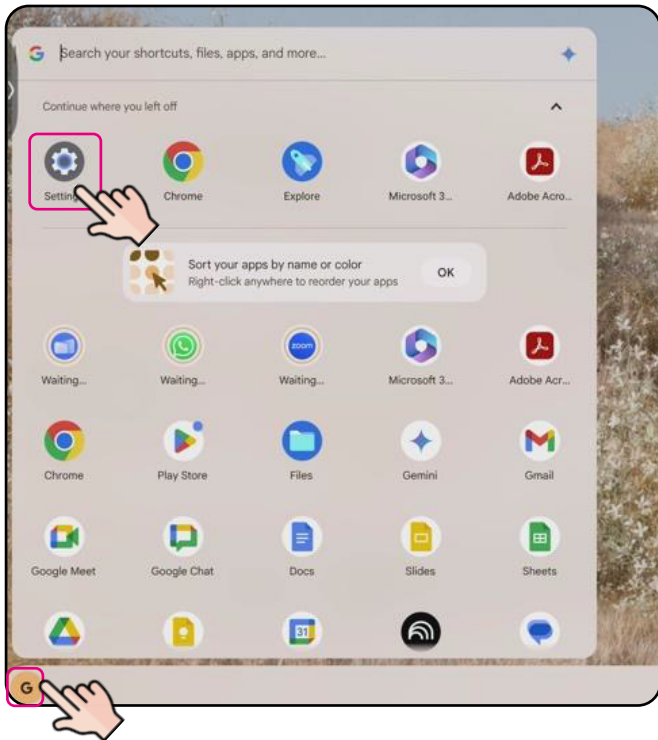 Search your shortcuts, files, apps, and more...
Continue where you left off
Setting
Chrome
Explore
Microsoft 3...
Adobe Acro...
Sort your apps by name or color
Right-click anywhere to reorder your apps
OK
Waiting...
Waiting...
zoom
Waiting...
Microsoft 3...
Adobe Acr...
Chrome
Play Store
Files
Gemini
Gmail
Google Meet
Google Chat
Docs
Slides
Sheets
31
G